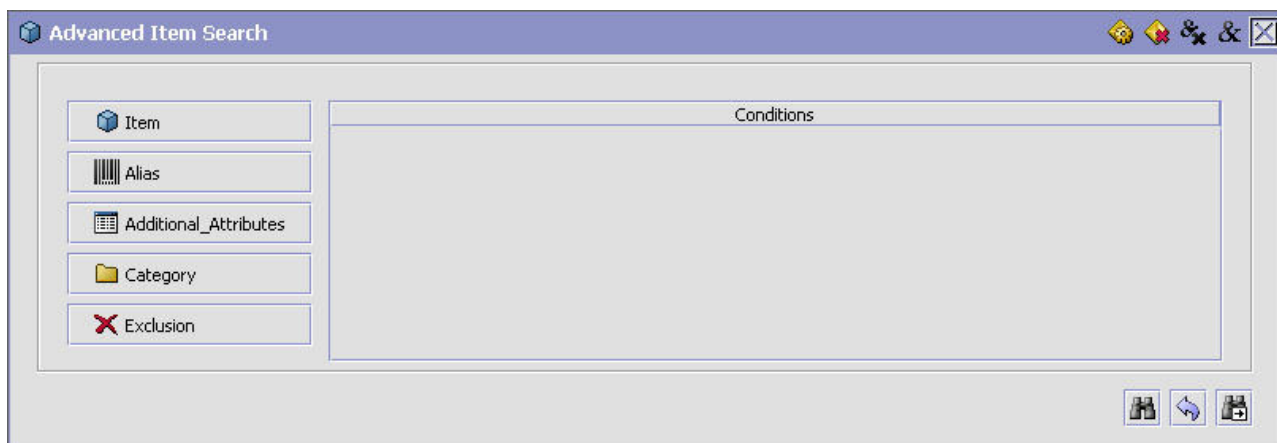 Advanced Item Search
& &
Item
Alias
Additional_Attributes
Category
Exclusion
Conditions